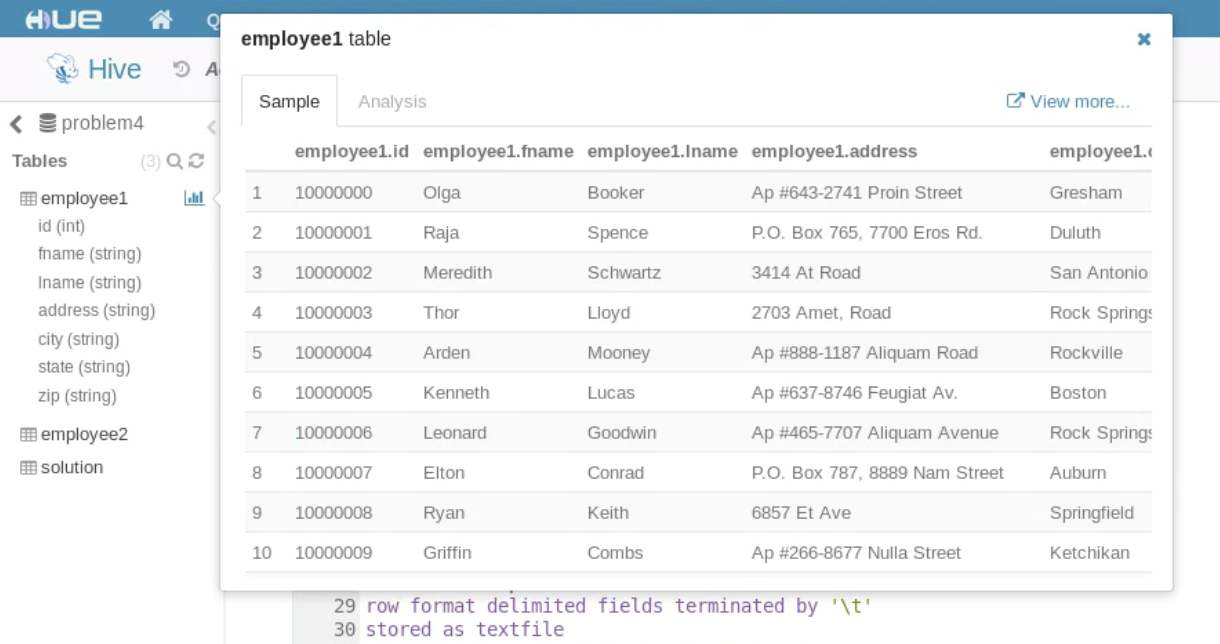 HUE
employee1 table
Hive
Sample Analysis View more...
problem4
Tables (3)
employee1
id (int)
fname (string)
lname (string)
address (string)
city (string)
state (string)
zip (string)
employee2
solution
employee1.id employee1.fname employee1.lname employee1.address
1 10000000 Olga Booker Ap #643-2741 Proin Street Gresham
2 10000001 Raja Spence P.O. Box 765, 7700 Eros Rd. Duluth
3 10000002 Meredith Schwartz 3414 At Road San Antonio
4 10000003 Thor Lloyd 2703 Amet, Road Rock Springs
5 10000004 Arden Mooney Ap #888-1187 Aliquam Road Rockville
6 10000005 Kenneth Lucas Ap #637-8746 Feugiat Av. Boston
7 10000006 Leonard Goodwin Ap #465-7707 Aliquam Avenue Rock Springs
8 10000007 Elton Conrad P.O. Box 787, 8889 Nam Street Auburn
9 10000008 Ryan Keith 6857 Et Ave Springfield
10 10000009 Griffin Combs Ap #266-8677 Nulla Street Ketchikan
29 row format delimited fields terminated by '\t'
30 stored as textfile